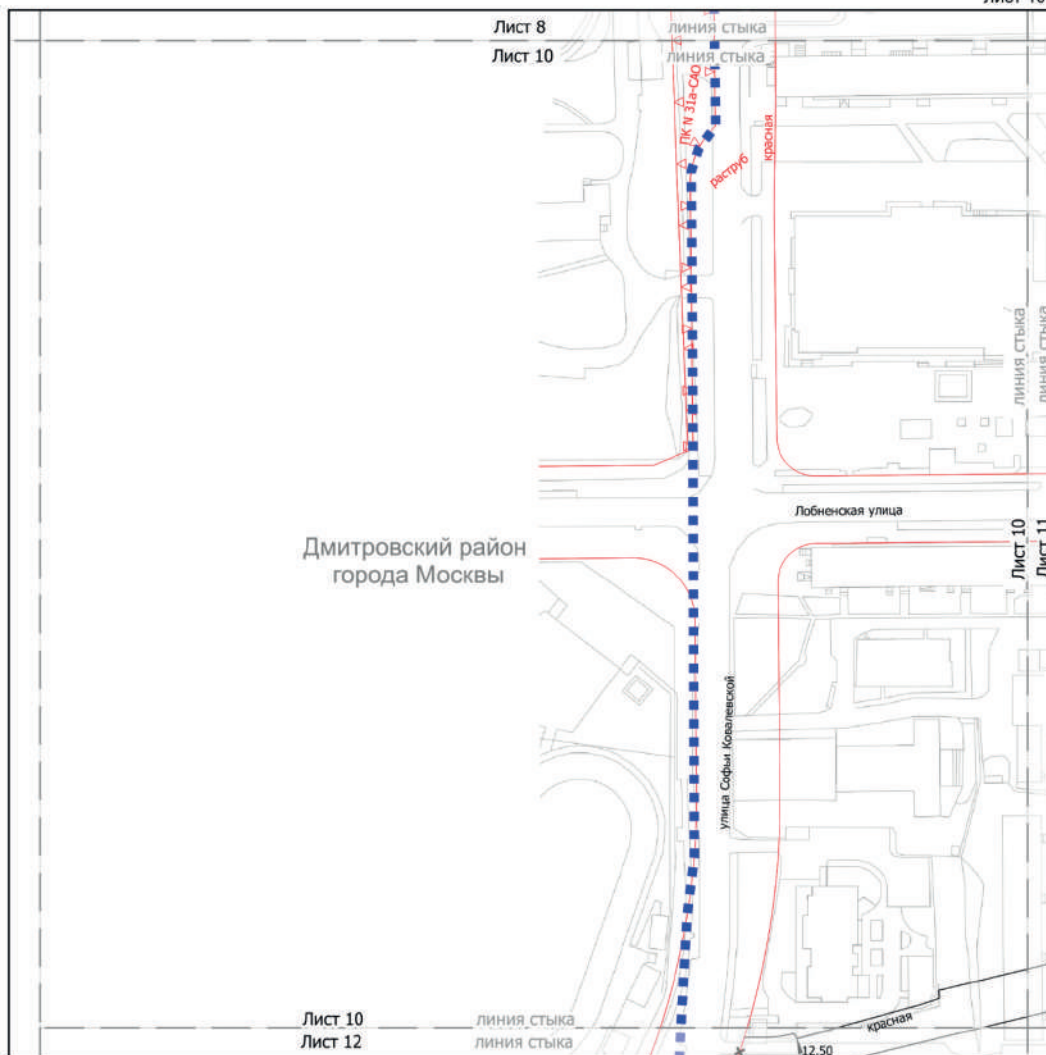 Лист 8
линия стыка
Лист 10
линия стыка
ПК N 31а-САО
раструб
красная
линия стыка
линия стыка
Лобненская улица
Лист 10
Лист 11
Дмитровский район
города Москвы
улица Софьи Ковалевской
Лист 10
линия стыка
Лист 12
линия стыка
красная
12.50